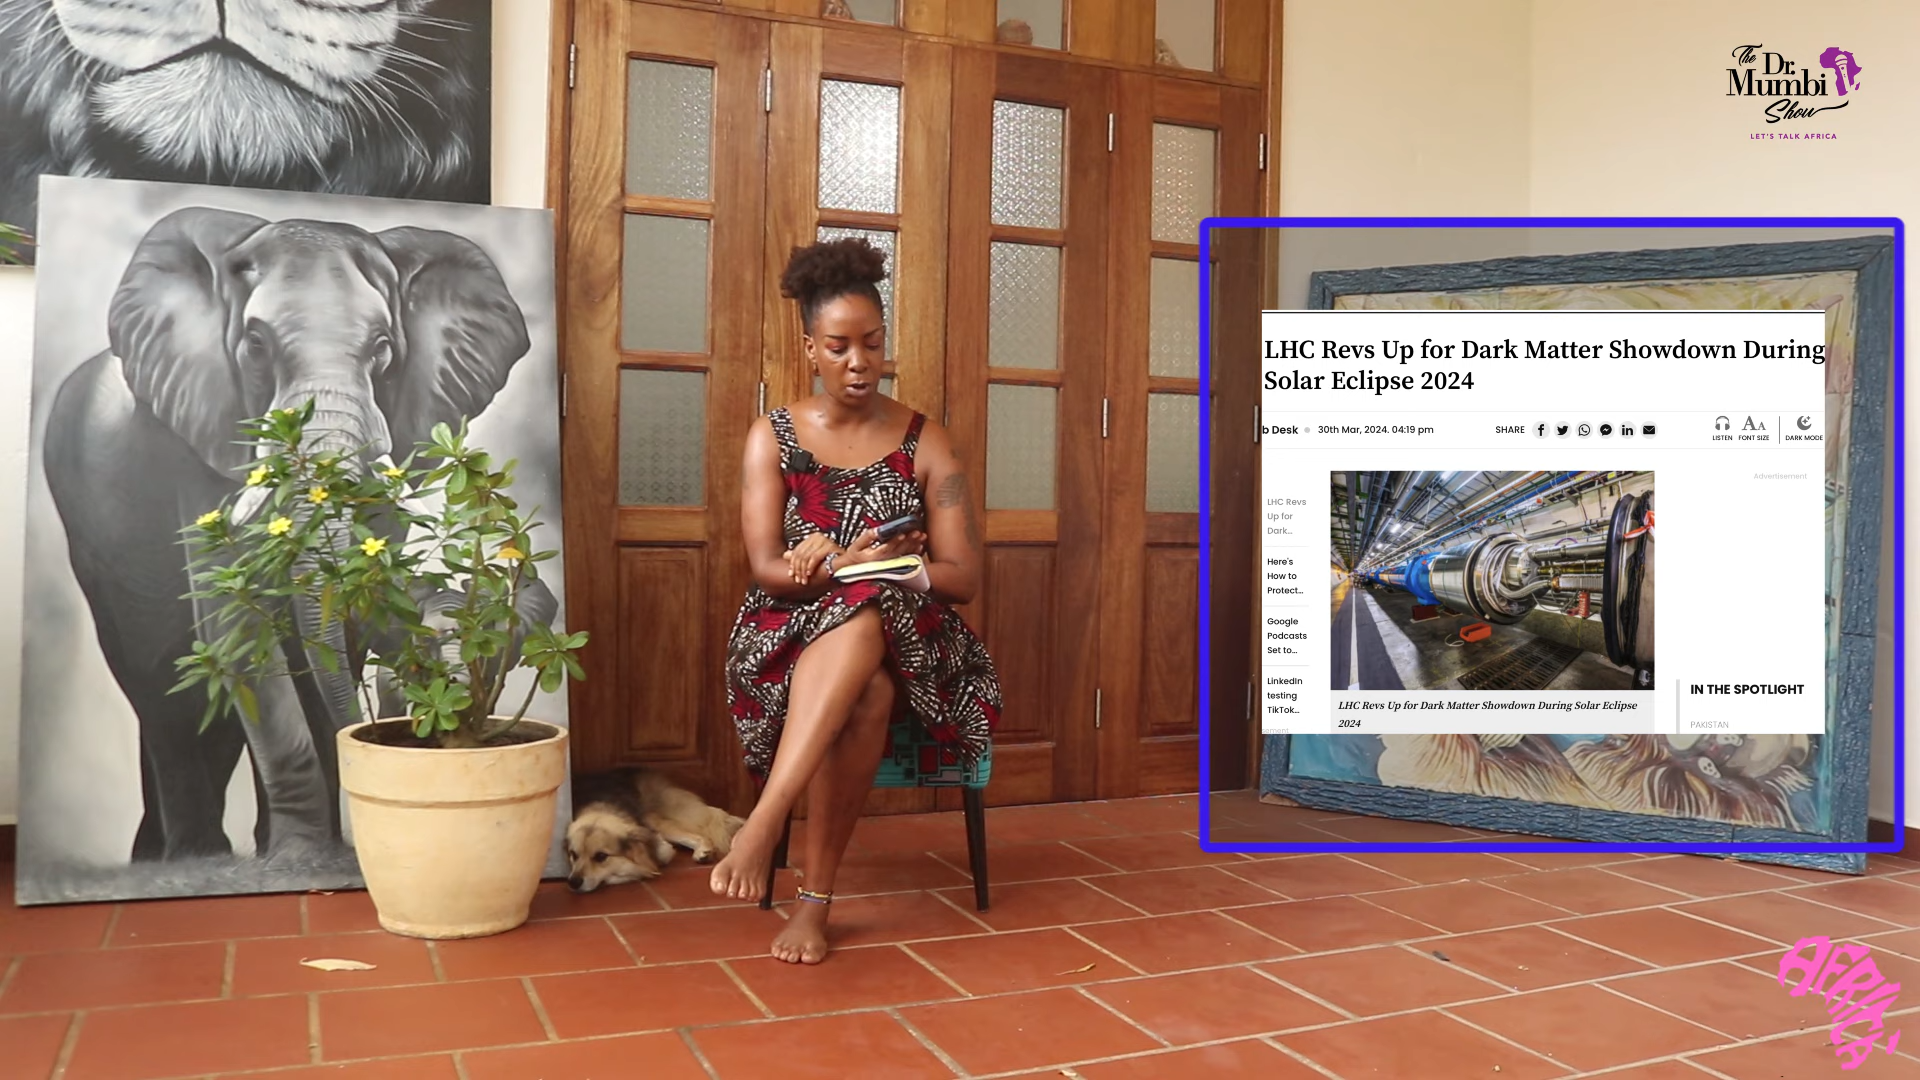 The Dr.
Mumbi
Show
LET'S TALK AFRICA
LHC Revs Up for Dark Matter Showdown During
Solar Eclipse 2024
b Desk
30th Mar, 2024. 04:19 pm
SHARE
LISTEN
FONT SIZE
DARK MODE
Advertisement
LHC Revs
Up for
Dark...
Here's
How to
Protect...
Google
Podcasts
Set to...
LinkedIn
testing
TikTok...
LHC Revs Up for Dark Matter Showdown During Solar Eclipse
2024
IN THE SPOTLIGHT
PAKISTAN
AFRICA